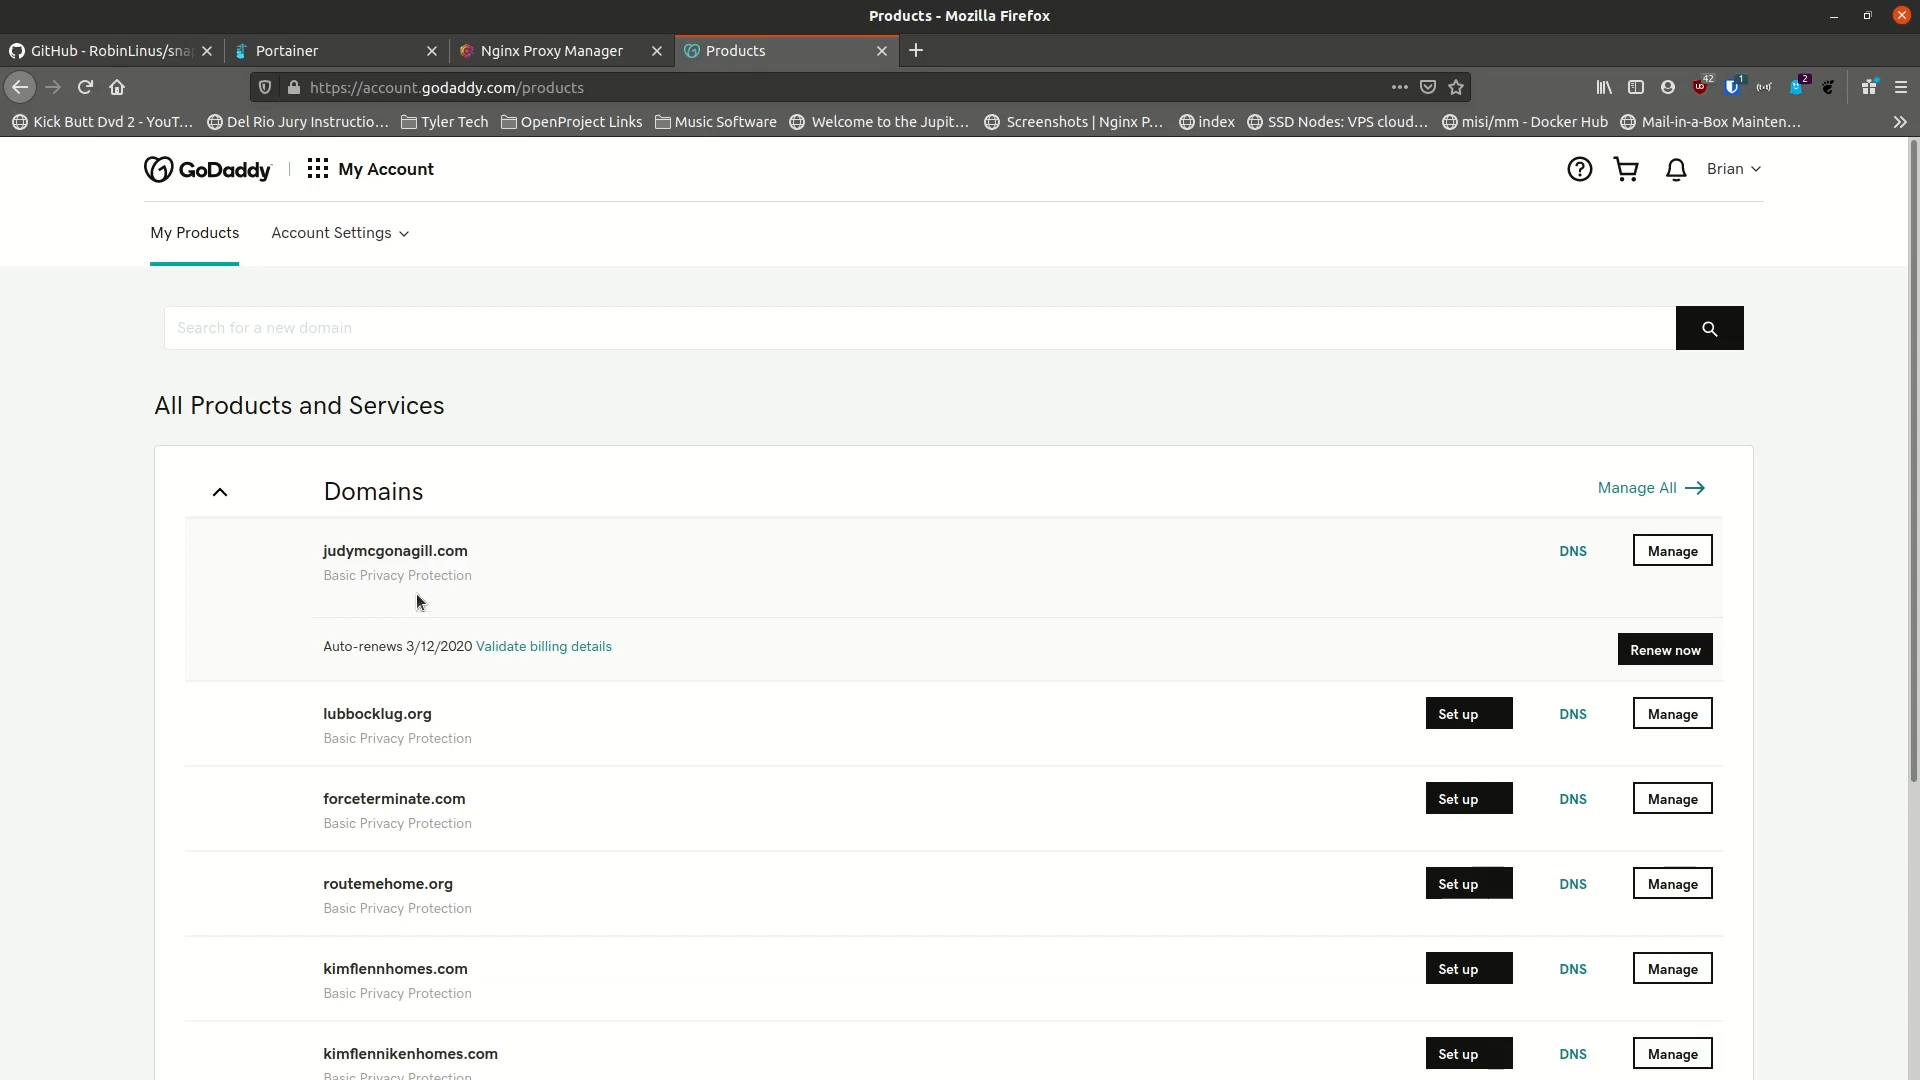 Products - Mozilla Firefox
GitHub - RobinLinus/sna
Portainer
Nginx Proxy Manager
Products
https://account.godaddy.com/products
42
1
2
Kick Butt Dvd 2 - YouT...
Del Rio Jury Instructio...
Tyler Tech
OpenProject Links
Music Software
Welcome to the Jupit...
Screenshots | Nginx P...
index
SSD Nodes: VPS cloud...
misi/mm - Docker Hub
Mail-in-a-Box Mainten...
GoDaddy
My Account
Brian
My Products
Account Settings
Search for a new domain
All Products and Services
Domains
Manage All
judymcgonagill.com
DNS
Manage
Basic Privacy Protection
Auto-renews 3/12/2020 Validate billing details
Renew now
lubbocklug.org
Set up
DNS
Manage
Basic Privacy Protection
forceterminate.com
Set up
DNS
Manage
Basic Privacy Protection
routemehome.org
Set up
DNS
Manage
Basic Privacy Protection
kimflennhomes.com
Set up
DNS
Manage
Basic Privacy Protection
kimflennikenhomes.com
Set up
DNS
Manage
Basic Privacy Protection